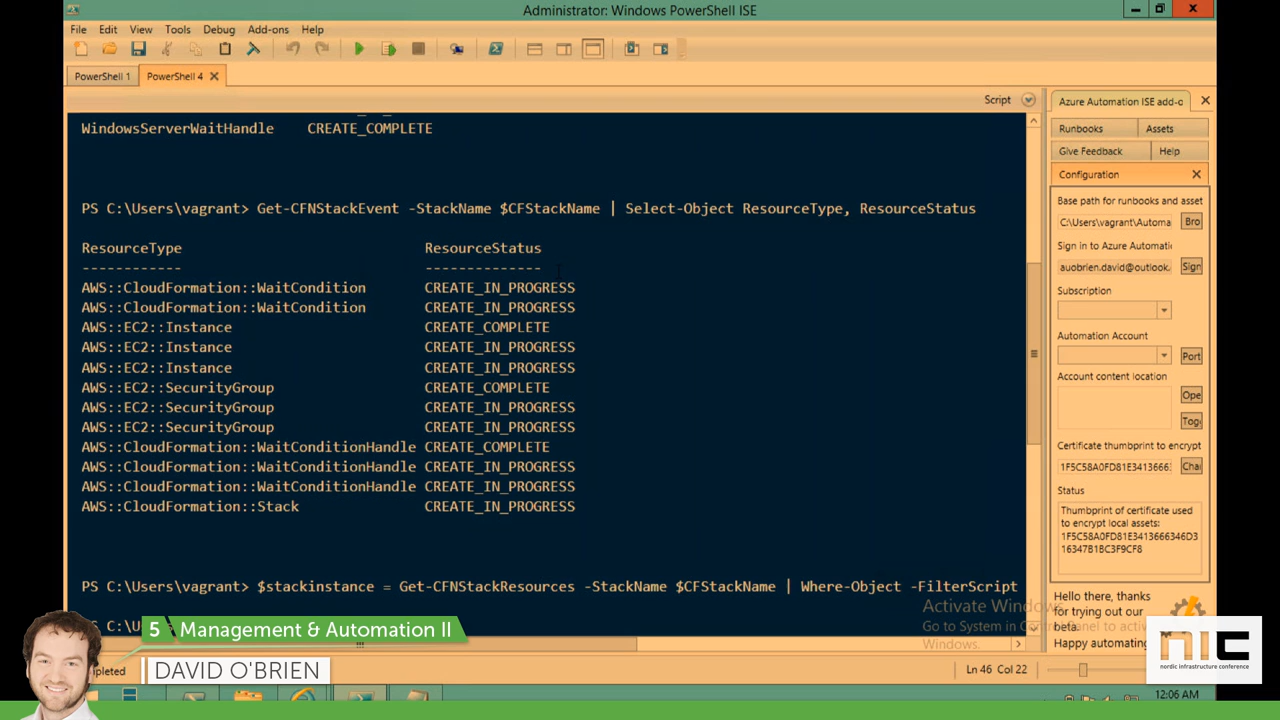 Administrator: Windows PowerShell ISE
File Edit View Tools Debug Add-ons Help
PowerShell 1 PowerShell 4
Script
WindowsServerWaitHandle CREATE_COMPLETE
PS C:\Users\vagrant> Get-CFNStackEvent -StackName $CFStackName | Select-Object ResourceType, ResourceStatus
ResourceType ResourceStatus
------------ --------------
AWS::CloudFormation::WaitCondition CREATE_IN_PROGRESS
AWS::CloudFormation::WaitCondition CREATE_IN_PROGRESS
AWS::EC2::Instance CREATE_COMPLETE
AWS::EC2::Instance CREATE_IN_PROGRESS
AWS::EC2::Instance CREATE_IN_PROGRESS
AWS::EC2::SecurityGroup CREATE_COMPLETE
AWS::EC2::SecurityGroup CREATE_IN_PROGRESS
AWS::EC2::SecurityGroup CREATE_IN_PROGRESS
AWS::CloudFormation::WaitConditionHandle CREATE_COMPLETE
AWS::CloudFormation::WaitConditionHandle CREATE_IN_PROGRESS
AWS::CloudFormation::WaitConditionHandle CREATE_IN_PROGRESS
AWS::CloudFormation::Stack CREATE_IN_PROGRESS
PS C:\Users\vagrant> $stackinstance = Get-CFNStackResources -StackName $CFStackName | Where-Object -FilterScript
PS C:\U
Azure Automation ISE add-o
Runbooks Assets
Give Feedback Help
Configuration
Base path for runbooks and asset
C:\Users\vagrant\Automa Bro
Sign in to Azure Automati
auobrien.david@outlook. Sign
Subscription
Automation Account
Port
Account content location
Ope
Tog
Certificate thumbprint to encrypt
1F5C58A0FD81E3413666: Cha
Status
Thumbprint of certificate used
to encrypt local assets:
1F5C58A0FD81E3413666346D3
16347B1BC3F9CF8
Hello there, thanks
for trying out our
beta.
Happy automating
Activate Windows
Go to System in Control Panel to activ
Windows.
5 Management & Automation II
DAVID O'BRIEN
mpleted
Ln 46 Col 22
12:06 AM
nic
nordic infrastructure conference